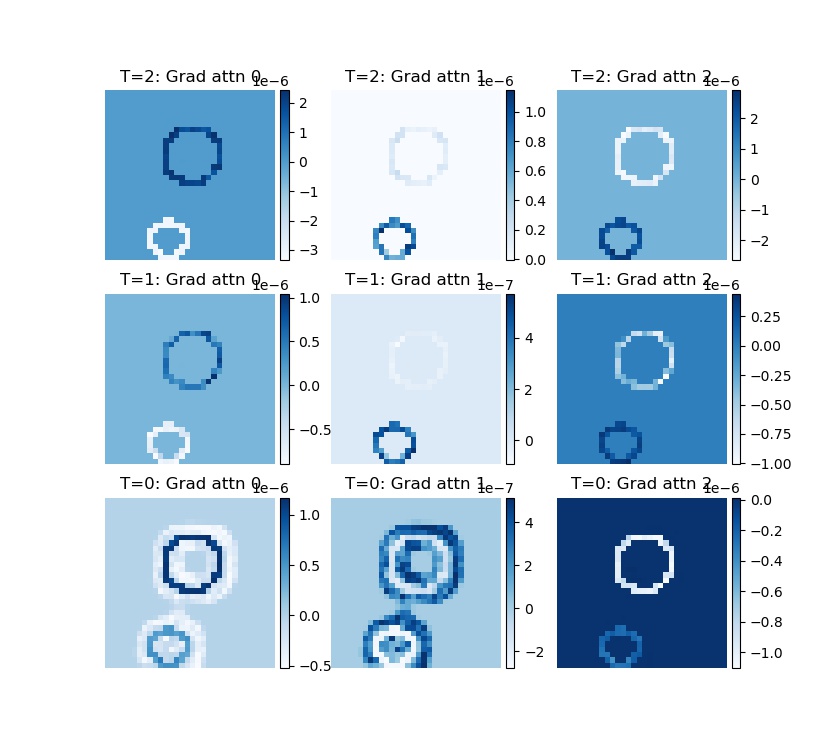 T=2: Grad attn 0
1e−6
2
1
0
−1
−2
−3
T=2: Grad attn 1
1e−6
1.0
0.8
0.6
0.4
0.2
0.0
T=2: Grad attn 2
1e−6
2
1
0
−1
−2
T=1: Grad attn 0
1e−6
1.0
0.5
0.0
−0.5
T=1: Grad attn 1
1e−7
4
2
0
T=1: Grad attn 2
1e−6
0.25
0.00
−0.25
−0.50
−0.75
−1.00
T=0: Grad attn 0
1e−6
1.0
0.5
0.0
−0.5
T=0: Grad attn 1
1e−7
4
2
0
−2
T=0: Grad attn 2
1e−6
0.0
−0.2
−0.4
−0.6
−0.8
−1.0